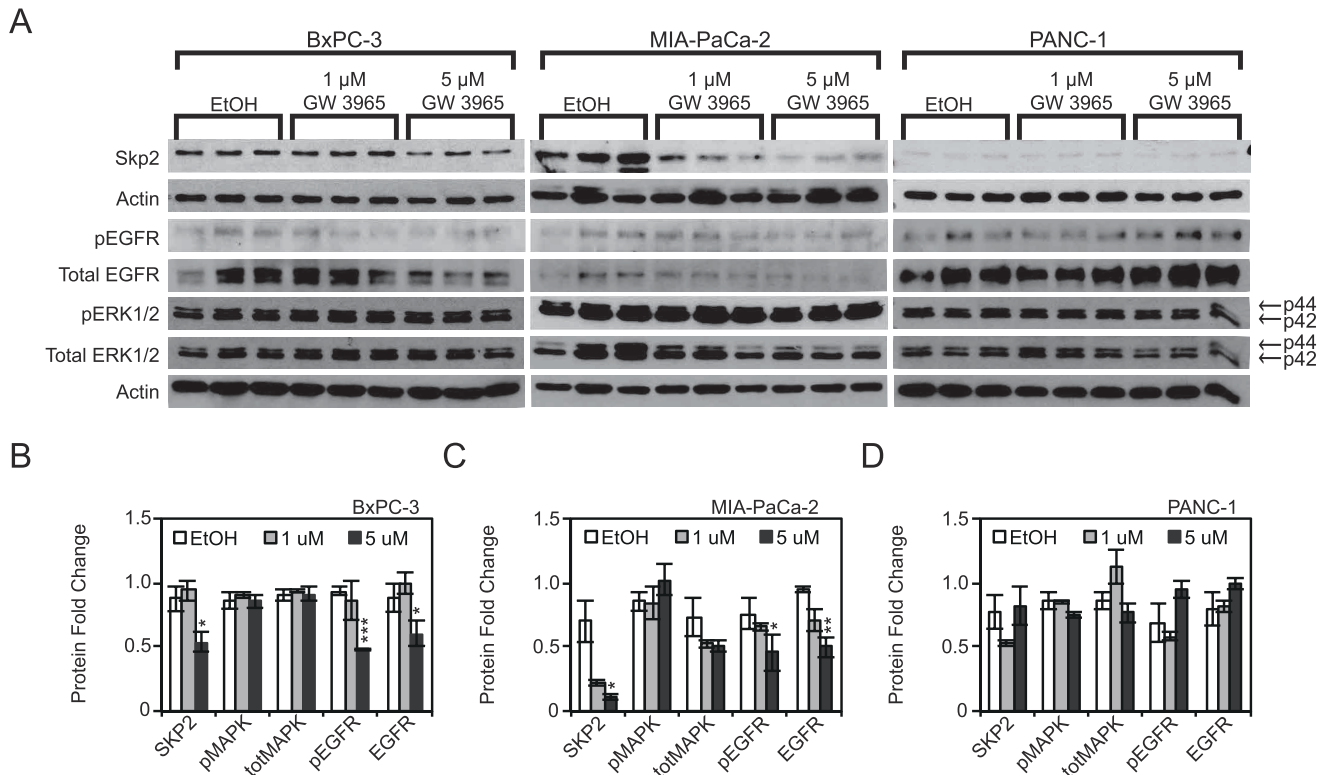 A
BxPC-3
MIA-PaCa-2
PANC-1
EtOH
1 µM
GW 3965
5 µM
GW 3965
EtOH
1 µM
GW 3965
5 µM
GW 3965
EtOH
1 µM
GW 3965
5 µM
GW 3965
Skp2
Actin
pEGFR
Total EGFR
pERK1/2
←p44
←p42
Total ERK1/2
←p44
←p42
Actin
B
BxPC-3
Protein Fold Change
1.5
1.0
0.5
0
EtOH 1 uM 5 uM
*
***
*
SKP2
pMAPK
totMAPK
pEGFR
EGFR
C
MIA-PaCa-2
Protein Fold Change
1.5
1.0
0.5
0
EtOH 1 uM 5 uM
*
*
**
SKP2
pMAPK
totMAPK
pEGFR
EGFR
D
PANC-1
Protein Fold Change
1.5
1.0
0.5
0
EtOH 1 uM 5 uM
SKP2
pMAPK
totMAPK
pEGFR
EGFR